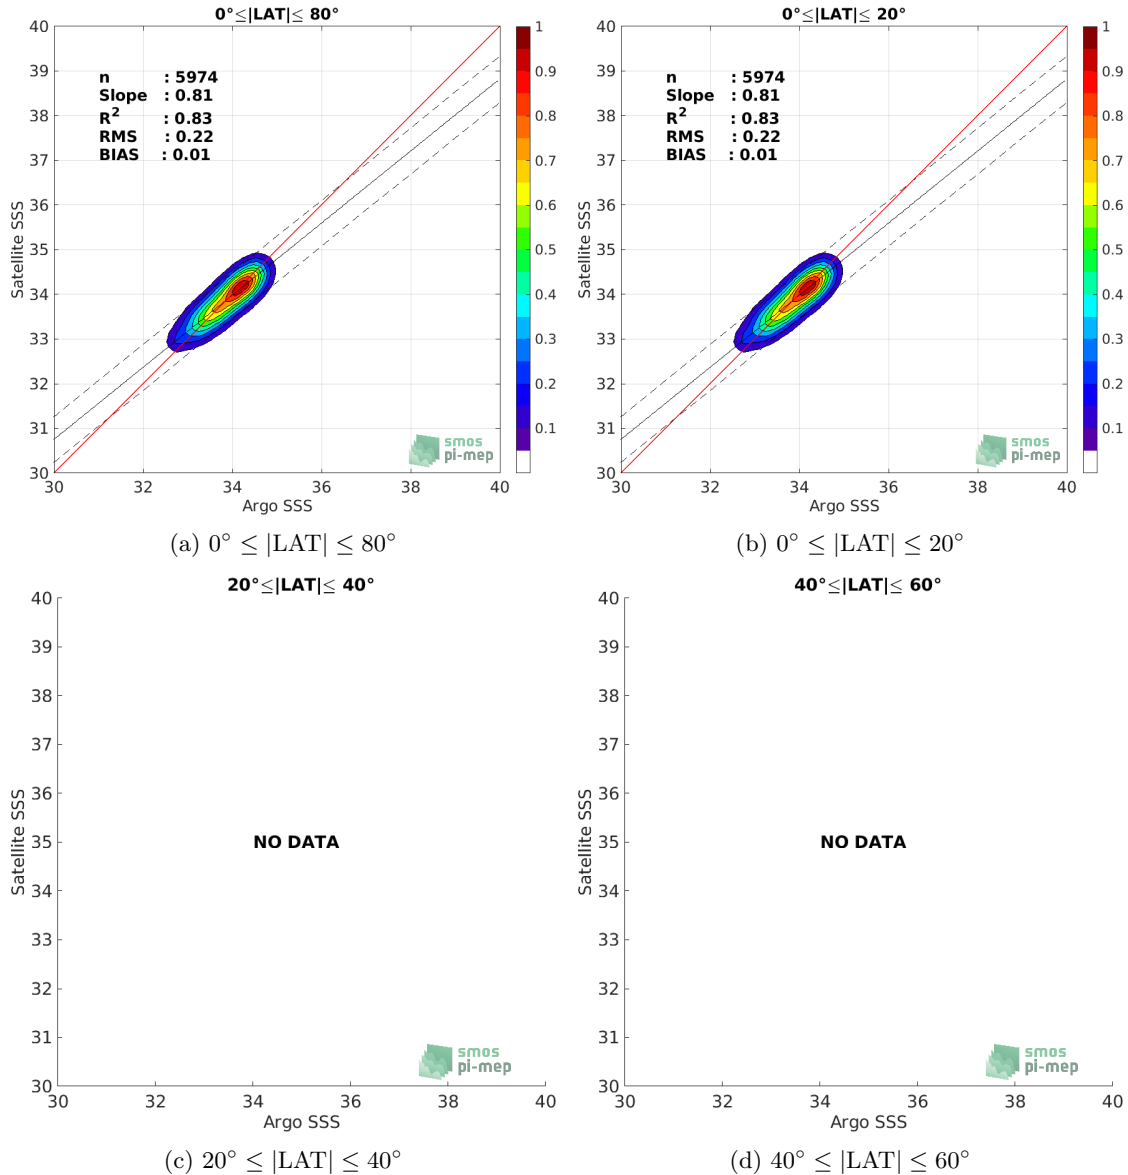 0°≤|LAT|≤ 80°
40
39
38
37
36
35
34
33
32
31
30
Satellite SSS
n : 5974
Slope : 0.81
R² : 0.83
RMS : 0.22
BIAS : 0.01
smos
pi-mep
30 32 34 36 38 40
Argo SSS
1
0.9
0.8
0.7
0.6
0.5
0.4
0.3
0.2
0.1
(a) 0° ≤ |LAT| ≤ 80°
0°≤|LAT|≤ 20°
40
39
38
37
36
35
34
33
32
31
30
Satellite SSS
n : 5974
Slope : 0.81
R² : 0.83
RMS : 0.22
BIAS : 0.01
smos
pi-mep
30 32 34 36 38 40
Argo SSS
1
0.9
0.8
0.7
0.6
0.5
0.4
0.3
0.2
0.1
(b) 0° ≤ |LAT| ≤ 20°
20°≤|LAT|≤ 40°
40
39
38
37
36
35
34
33
32
31
30
Satellite SSS
NO DATA
smos
pi-mep
30 32 34 36 38 40
Argo SSS
(c) 20° ≤ |LAT| ≤ 40°
40°≤|LAT|≤ 60°
40
39
38
37
36
35
34
33
32
31
30
Satellite SSS
NO DATA
smos
pi-mep
30 32 34 36 38 40
Argo SSS
(d) 40° ≤ |LAT| ≤ 60°